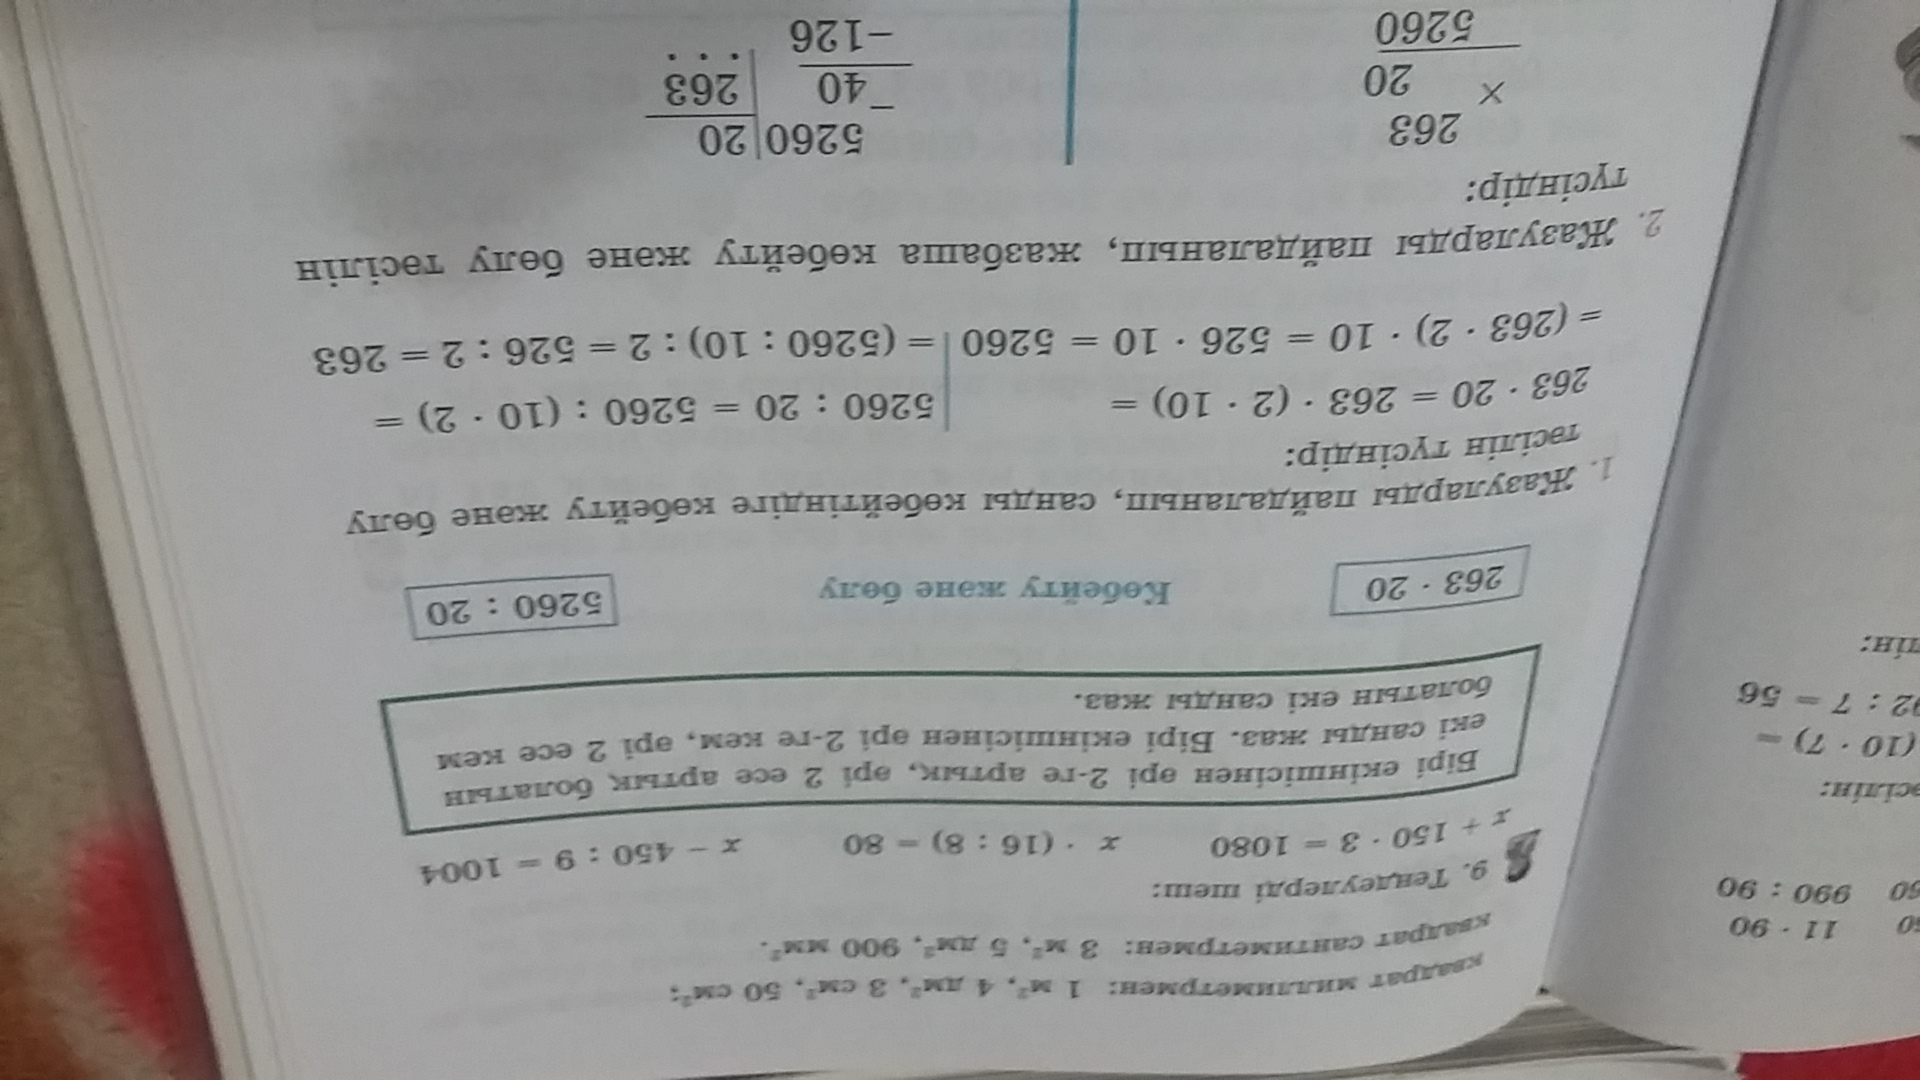 50 11 · 90
50 990 : 90
(10 · 7) =
92 : 7 = 56
квадрат миллиметрмен: 1 м², 4 дм², 3 см², 50 см²;
квадрат сантиметрмен: 3 м², 5 дм², 900 мм².
9. Теңдеулерді шеш:
x + 150 · 3 = 1080 x · (16 : 8) = 80 x − 450 : 9 = 1004
Бірі екіншісінен әрі 2-ге артық, әрі 2 есе артық болатын
екі санды жаз. Бірі екіншісінен әрі 2-ге кем, әрі 2 есе кем
болатын екі санды жаз.
263 · 20 Көбейту және бөлу 5260 : 20
1. Жазуларды пайдаланып, санды көбейтіндіге көбейту және бөлу
тәсілін түсіндір:
263 · 20 = 263 · (2 · 10) = 5260 : 20 = 5260 : (10 · 2) =
= (263 · 2) · 10 = 526 · 10 = 5260 = (5260 : 10) : 2 = 526 : 2 = 263
2. Жазуларды пайдаланып, жазбаша көбейту және бөлу тәсілін
түсіндір:
263 5260 20
× 20 − 40 263
5260 −126 . . .